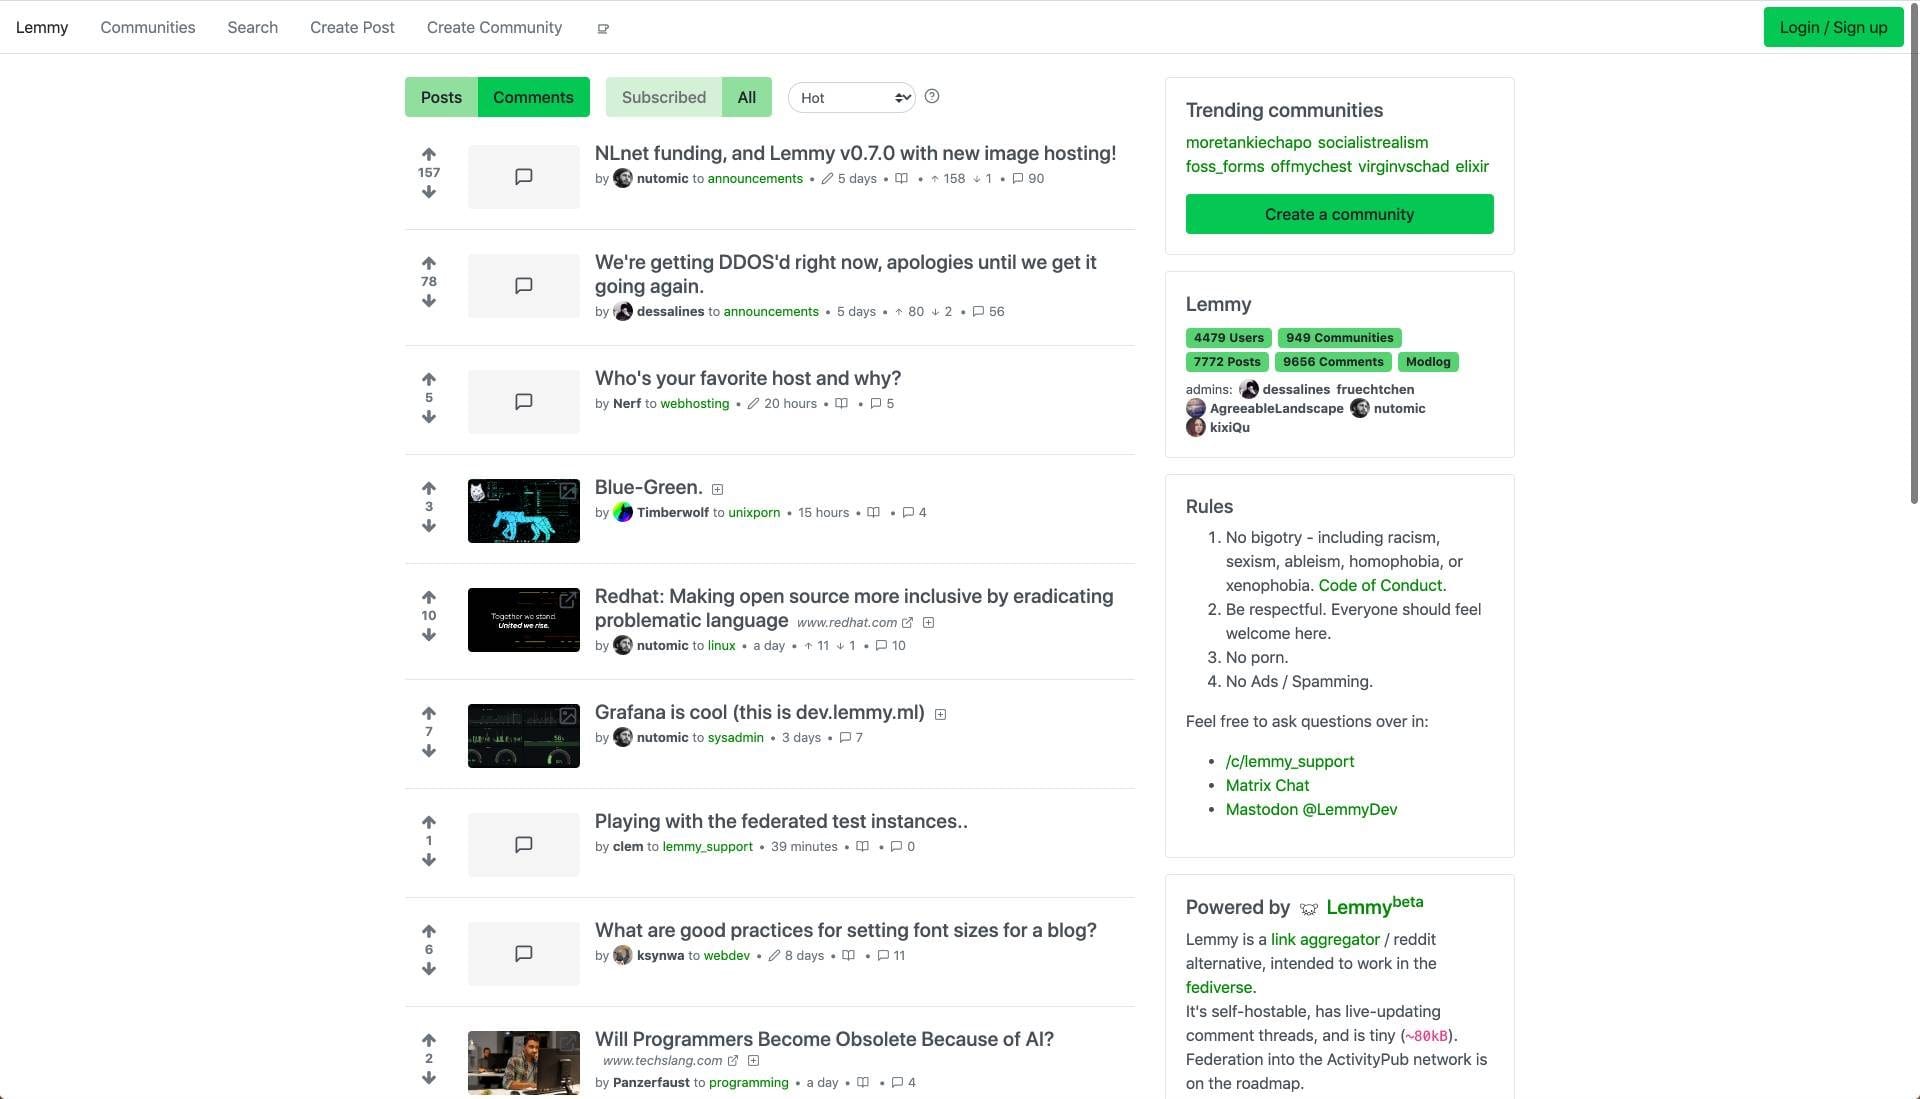 Lemmy Communities Search Create Post Create Community Login / Sign up
Posts Comments Subscribed All Hot
157
NLnet funding, and Lemmy v0.7.0 with new image hosting!
by nutomic to announcements • 5 days • • 158 1 • 90
78
We're getting DDOS'd right now, apologies until we get it
going again.
by dessalines to announcements • 5 days • 80 2 • 56
5
Who's your favorite host and why?
by Nerf to webhosting • 20 hours • • 5
3
Blue-Green.
by Timberwolf to unixporn • 15 hours • • 4
10
Together we stand.
United we rise.
Redhat: Making open source more inclusive by eradicating
problematic language www.redhat.com
by nutomic to linux • a day • 11 1 • 10
7
Grafana is cool (this is dev.lemmy.ml)
by nutomic to sysadmin • 3 days • 7
1
Playing with the federated test instances..
by clem to lemmy_support • 39 minutes • • 0
6
What are good practices for setting font sizes for a blog?
by ksynwa to webdev • 8 days • • 11
2
Will Programmers Become Obsolete Because of AI?
www.techslang.com
by Panzerfaust to programming • a day • • 4
Trending communities
moretankiechapo socialistrealism
foss_forms offmychest virginvschad elixir
Create a community
Lemmy
4479 Users 949 Communities
7772 Posts 9656 Comments Modlog
admins: dessalines fruechtchen
AgreeableLandscape nutomic
kixiQu
Rules
1. No bigotry - including racism,
sexism, ableism, homophobia, or
xenophobia. Code of Conduct.
2. Be respectful. Everyone should feel
welcome here.
3. No porn.
4. No Ads / Spamming.
Feel free to ask questions over in:
• /c/lemmy_support
• Matrix Chat
• Mastodon @LemmyDev
Powered by Lemmybeta
Lemmy is a link aggregator / reddit
alternative, intended to work in the
fediverse.
It's self-hostable, has live-updating
comment threads, and is tiny (~80kB).
Federation into the ActivityPub network is
on the roadmap.